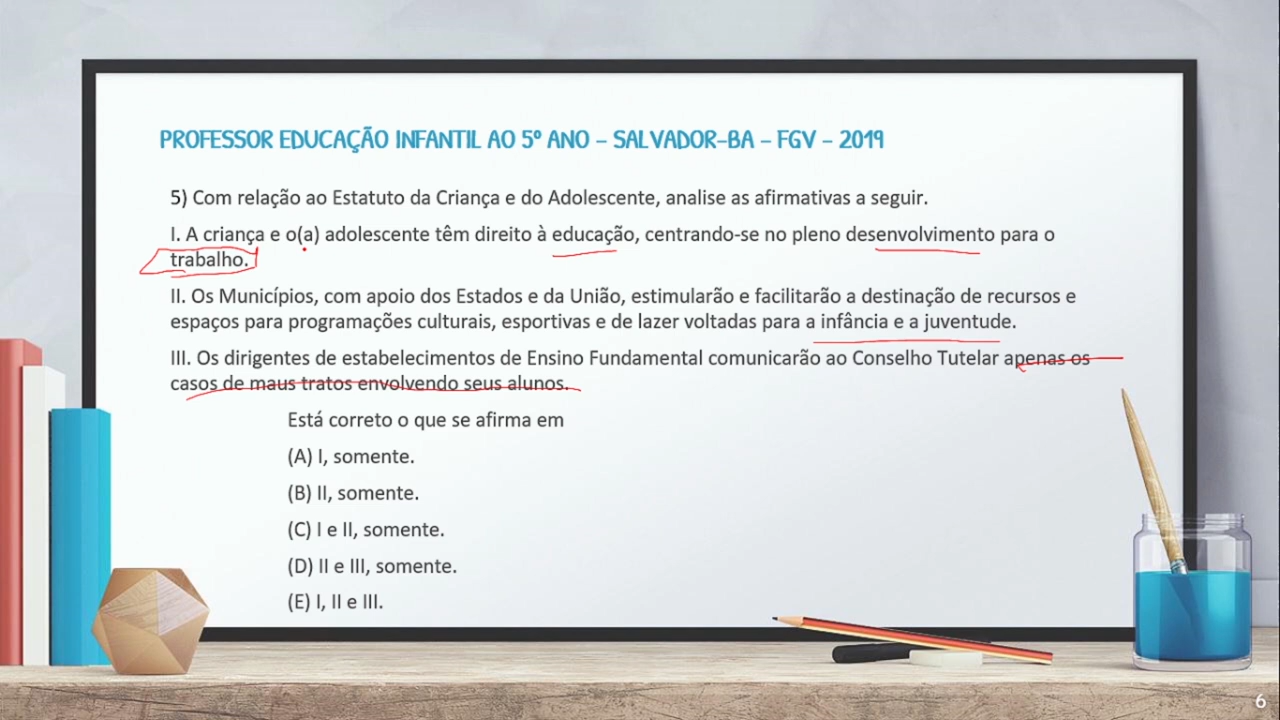 PROFESSOR EDUCAÇÃO INFANTIL AO 5º ANO – SALVADOR-BA – FGV – 2019
5) Com relação ao Estatuto da Criança e do Adolescente, analise as afirmativas a seguir.
I. A criança e o(a) adolescente têm direito à educação, centrando-se no pleno desenvolvimento para o
trabalho.
II. Os Municípios, com apoio dos Estados e da União, estimularão e facilitarão a destinação de recursos e
espaços para programações culturais, esportivas e de lazer voltadas para a infância e a juventude.
III. Os dirigentes de estabelecimentos de Ensino Fundamental comunicarão ao Conselho Tutelar apenas os
casos de maus tratos envolvendo seus alunos.
Está correto o que se afirma em
(A) I, somente.
(B) II, somente.
(C) I e II, somente.
(D) II e III, somente.
(E) I, II e III.
6